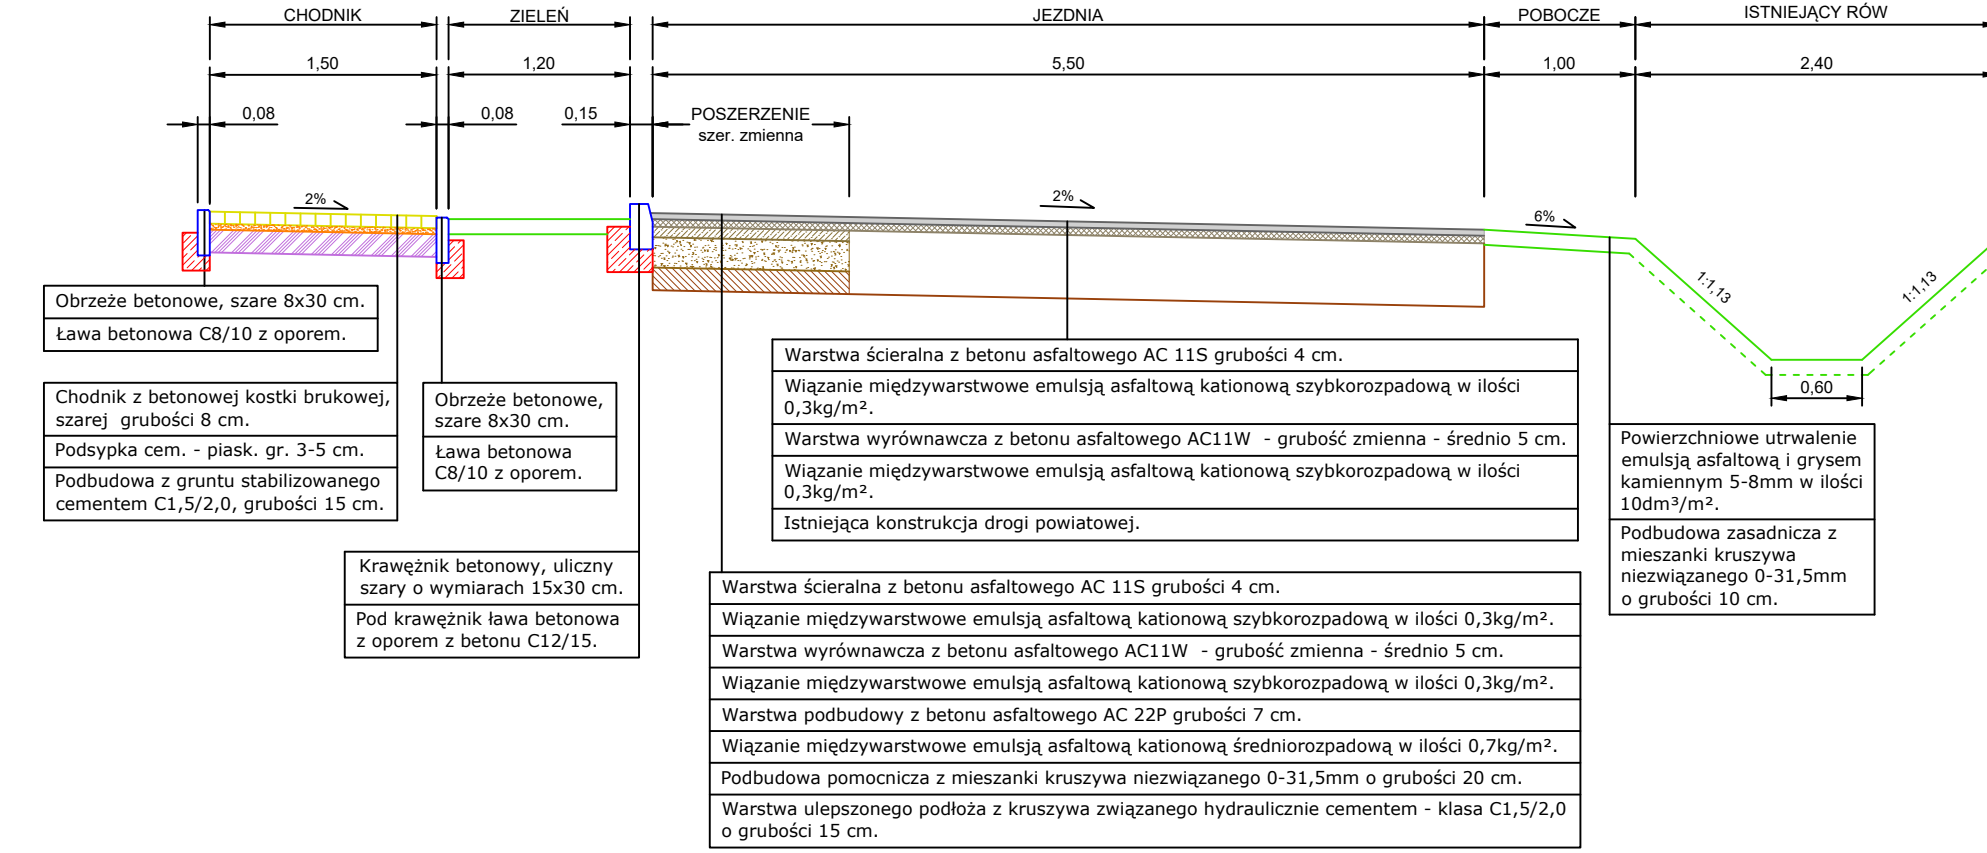 CHODNIK
ZIELEŃ
JEZDNIA
POBOCZE
ISTNIEJĄCY RÓW
1,50
1,20
5,50
1,00
2,40
0,08
0,08
0,15
POSZERZENIE
szer. zmienna
2%
2%
6%
1:1,13
1:1,13
0,60
Obrzeże betonowe, szare 8x30 cm.
Ława betonowa C8/10 z oporem.
Chodnik z betonowej kostki brukowej,
szarej grubości 8 cm.
Podsypka cem. - piask. gr. 3-5 cm.
Podbudowa z gruntu stabilizowanego
cementem C1,5/2,0, grubości 15 cm.
Obrzeże betonowe,
szare 8x30 cm.
Ława betonowa
C8/10 z oporem.
Krawężnik betonowy, uliczny
szary o wymiarach 15x30 cm.
Pod krawężnik ława betonowa
z oporem z betonu C12/15.
Warstwa ścieralna z betonu asfaltowego AC 11S grubości 4 cm.
Wiązanie międzywarstwowe emulsją asfaltową kationową szybkorozpadową w ilości
0,3kg/m².
Warstwa wyrównawcza z betonu asfaltowego AC11W - grubość zmienna - średnio 5 cm.
Wiązanie międzywarstwowe emulsją asfaltową kationową szybkorozpadową w ilości
0,3kg/m².
Istniejąca konstrukcja drogi powiatowej.
Warstwa ścieralna z betonu asfaltowego AC 11S grubości 4 cm.
Wiązanie międzywarstwowe emulsją asfaltową kationową szybkorozpadową w ilości 0,3kg/m².
Warstwa wyrównawcza z betonu asfaltowego AC11W - grubość zmienna - średnio 5 cm.
Wiązanie międzywarstwowe emulsją asfaltową kationową szybkorozpadową w ilości 0,3kg/m².
Warstwa podbudowy z betonu asfaltowego AC 22P grubości 7 cm.
Wiązanie międzywarstwowe emulsją asfaltową kationową średniorozpadową w ilości 0,7kg/m².
Podbudowa pomocnicza z mieszanki kruszywa niezwiązanego 0-31,5mm o grubości 20 cm.
Warstwa ulepszonego podłoża z kruszywa związanego hydraulicznie cementem - klasa C1,5/2,0
o grubości 15 cm.
Powierzchniowe utrwalenie
emulsją asfaltową i grysem
kamiennym 5-8mm w ilości
10dm³/m².
Podbudowa zasadnicza z
mieszanki kruszywa
niezwiązanego 0-31,5mm
o grubości 10 cm.